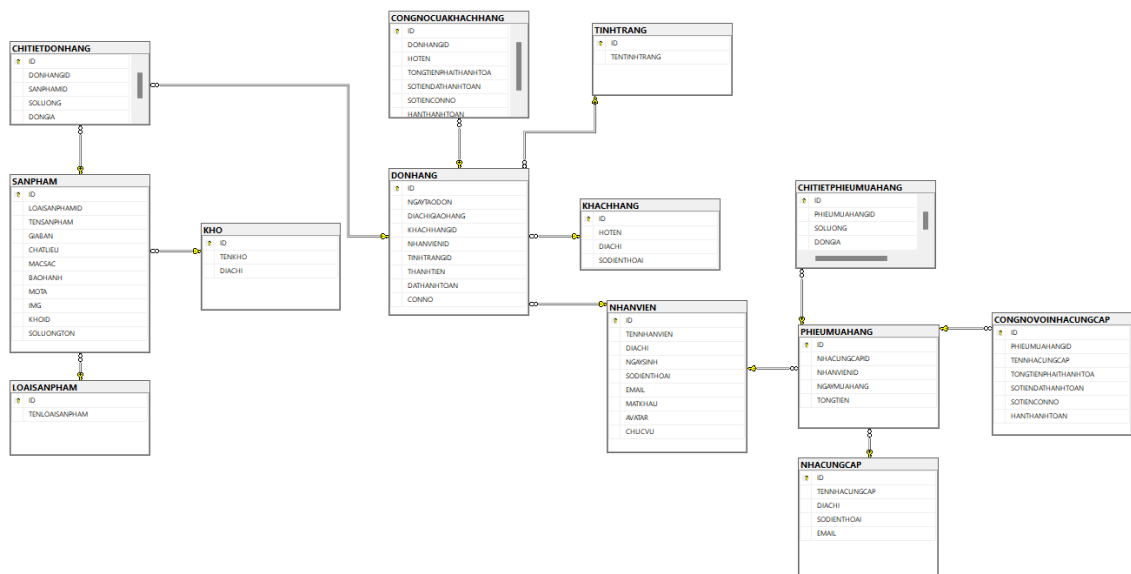 CHITIETDONHANG
ID
DONHANGID
SANPHAMID
SOLUONG
DONGIA
CONGNOCUAKHACHHANG
ID
DONHANGID
HOTEN
TONGTIENPHAITHANHTOA
SOTIENDATHANHTOAN
SOTIENCONNO
HANTHANHTOAN
TINHTRANG
ID
TENTINHTRANG
SANPHAM
ID
LOAISANPHAMID
TENSANPHAM
GIABAN
CHATLIEU
MACSAC
BAOHANH
MOTA
IMG
KHOID
SOLUONGTON
KHO
ID
TENKHO
DIACHI
DONHANG
ID
NGAYTAODON
DIACHIGIAOHANG
KHACHHANGID
NHANVIENID
TINHTRANGID
THANHTIEN
DATHANHTOAN
CONNO
KHACHHANG
ID
HOTEN
DIACHI
SODIENTHOAI
CHITIETPHIEUMUAHANG
ID
PHIEUMUAHANGID
SOLUONG
DONGIA
LOAISANPHAM
ID
TENLOAISANPHAM
NHANVIEN
ID
TENNHANVIEN
DIACHI
NGAYSINH
SODIENTHOAI
EMAIL
MATKHAU
AVATAR
CHUCVU
PHIEUMUAHANG
ID
NHACUNGCAPID
NHANVIENID
NGAYMUAHANG
TONGTIEN
CONGNOVOINHACUNGCAP
ID
PHIEUMUAHANGID
TENNHACUNGCAP
TONGTIENPHAITHANHTOA
SOTIENDATHANHTOAN
SOTIENCONNO
HANTHANHTOAN
NHACUNGCAP
ID
TENNHACUNGCAP
DIACHI
SODIENTHOAI
EMAIL